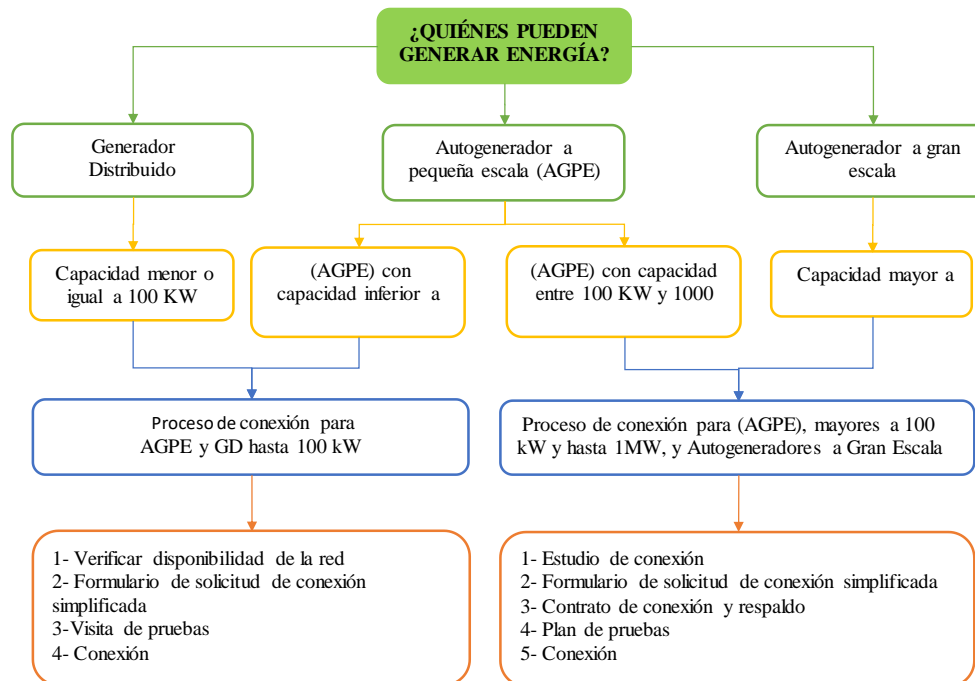 ¿QUIÉNES PUEDEN
GENERAR ENERGÍA?
Generador
Distribuido
Autogenerador a
pequeña escala (AGPE)
Autogenerador a gran
escala
Capacidad menor o
igual a 100 KW
(AGPE) con
capacidad inferior a
(AGPE) con capacidad
entre 100 KW y 1000
Capacidad mayor a
Proceso de conexión para
AGPE y GD hasta 100 kW
Proceso de conexión para (AGPE), mayores a 100
kW y hasta 1MW, y Autogeneradores a Gran Escala
1- Verificar disponibilidad de la red
2- Formulario de solicitud de conexión
simplificada
3-Visita de pruebas
4- Conexión
1- Estudio de conexión
2- Formulario de solicitud de conexión simplificada
3- Contrato de conexión y respaldo
4- Plan de pruebas
5- Conexión